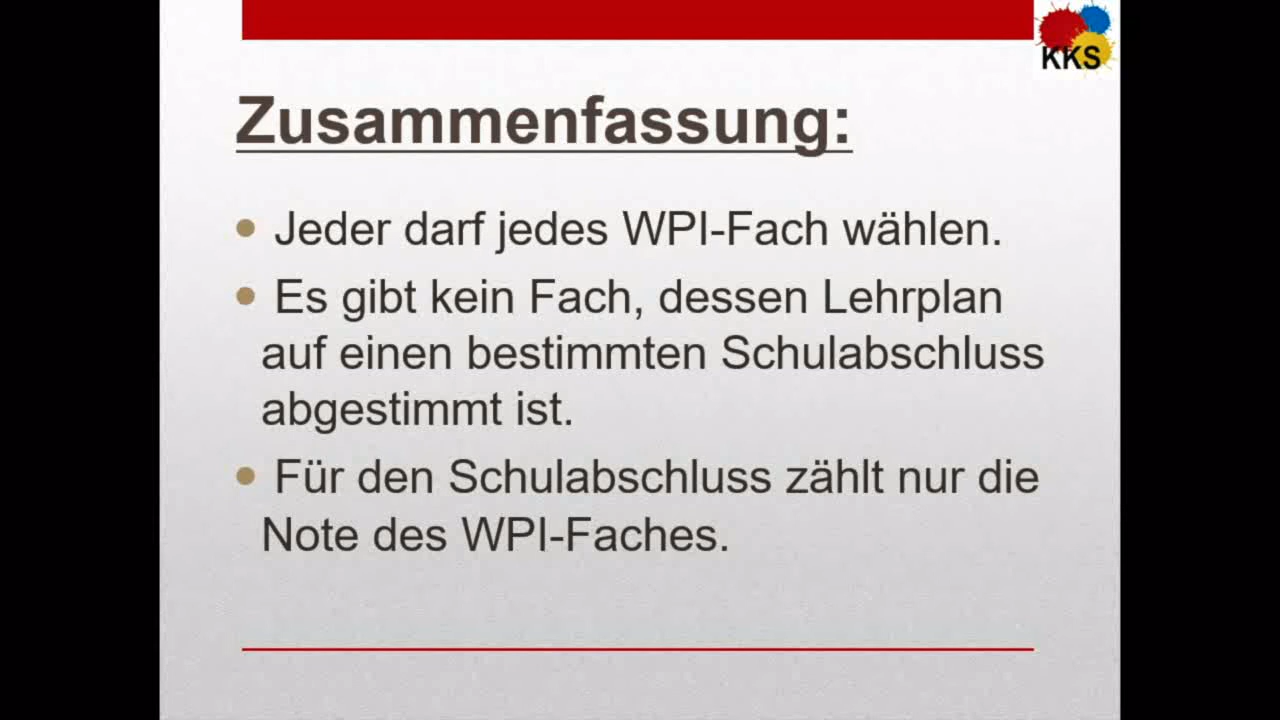 KKS
Zusammenfassung:
Jeder darf jedes WPI-Fach wählen.
Es gibt kein Fach, dessen Lehrplan
auf einen bestimmten Schulabschluss
abgestimmt ist.
Für den Schulabschluss zählt nur die
Note des WPI-Faches.